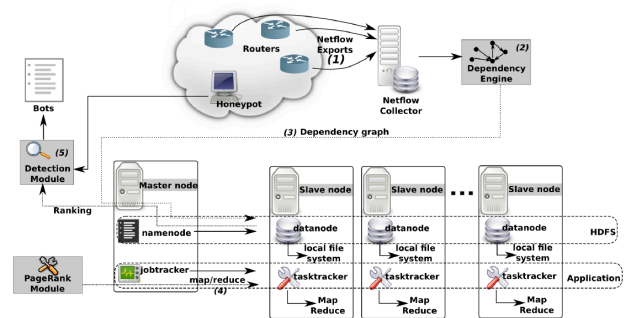 Routers
Netflow
Exports
(1)
(2)
Dependency
Engine
Honeypot
Netflow
Collector
Bots
(3) Dependency graph
(5)
Detection
Module
Master node
Slave node
Slave node
Slave node
Ranking
namenode
datanode
datanode
datanode
HDFS
local file
system
local file
system
local file
system
PageRank
Module
jobtracker
map/reduce
(4)
tasktracker
tasktracker
tasktracker
Application
Map
Reduce
Map
Reduce
Map
Reduce